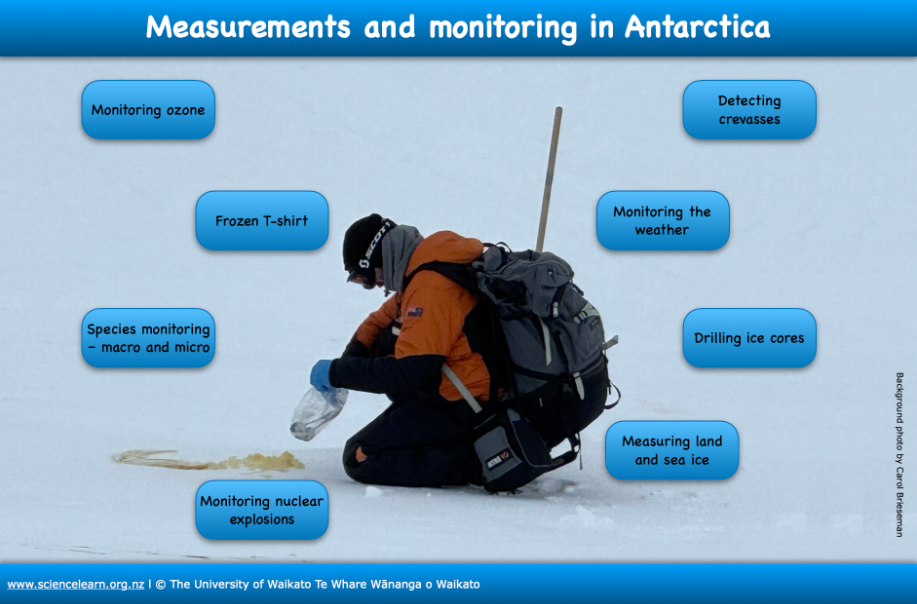 Measurements and monitoring in Antarctica
Monitoring ozone
Detecting
crevasses
Frozen T-shirt
Monitoring the
weather
SCOTT
Species monitoring
– macro and micro
Drilling ice cores
Measuring land
and sea ice
Monitoring nuclear
explosions
Background photo by Carol Brieseman
www.sciencelearn.org.nz | © The University of Waikato Te Whare Wānanga o Waikato